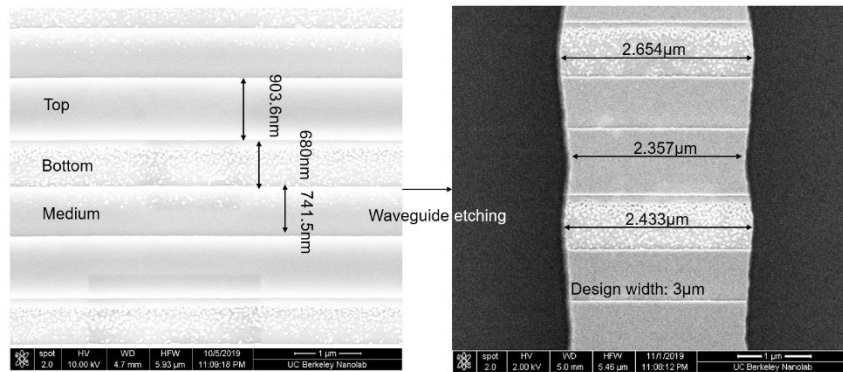 Top
Bottom
Medium
903.6nm
680nm
741.5nm
spot
2.0
HV
10.00 kV
WD
4.7 mm
HFW
5.93 µm
10/5/2019
11:09:18 PM
1 µm
UC Berkeley Nanolab
Waveguide etching
2.654µm
2.357µm
2.433µm
Design width: 3µm
spot
2.0
HV
2.00 kV
WD
5.0 mm
HFW
5.46 µm
11/1/2019
11:08:12 PM
1 µm
UC Berkeley Nanolab